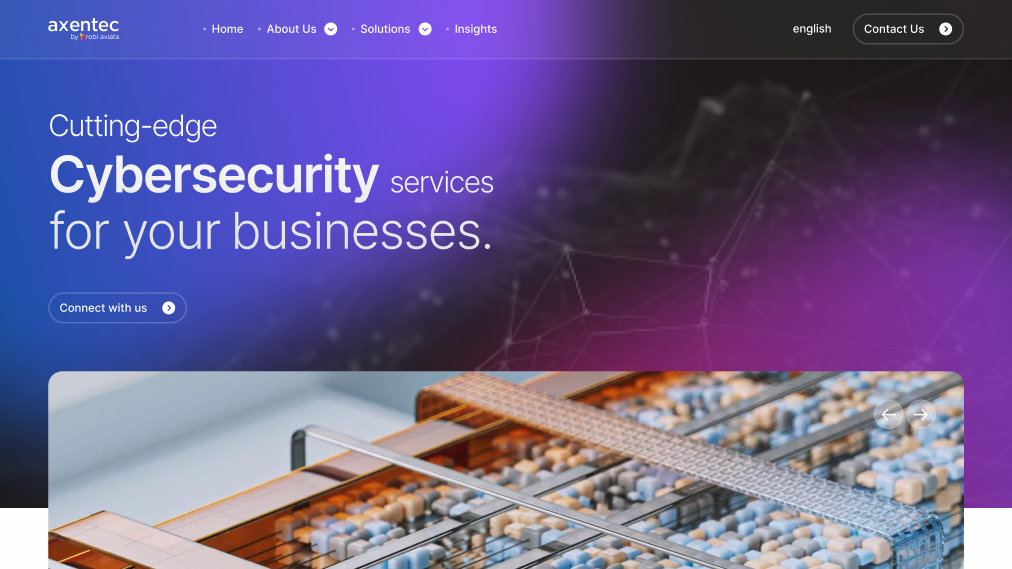 axentec
by robi axiata
Home
About Us
Solutions
Insights
english
Contact Us
Cutting-edge
Cybersecurity services
for your businesses.
Connect with us